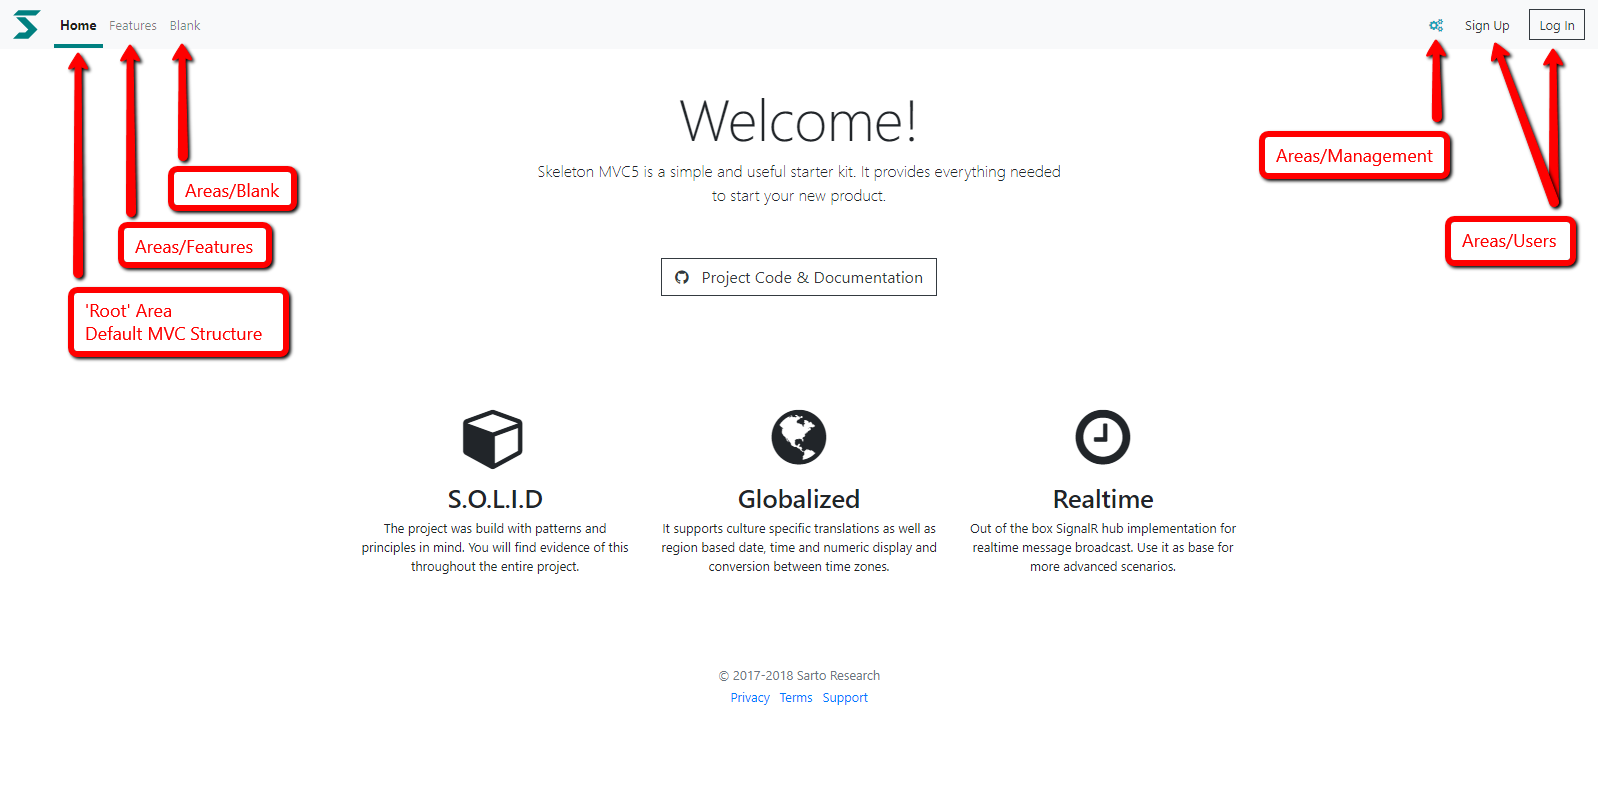 Home Features Blank Sign Up Log In
Areas/Management
Areas/Blank
Areas/Features
Areas/Users
'Root' Area
Default MVC Structure
Welcome!
Skeleton MVC5 is a simple and useful starter kit. It provides everything needed
to start your new product.
Project Code & Documentation
S.O.L.I.D
The project was build with patterns and
principles in mind. You will find evidence of this
throughout the entire project.
Globalized
It supports culture specific translations as well as
region based date, time and numeric display and
conversion between time zones.
Realtime
Out of the box SignalR hub implementation for
realtime message broadcast. Use it as base for
more advanced scenarios.
© 2017-2018 Sarto Research
Privacy Terms Support